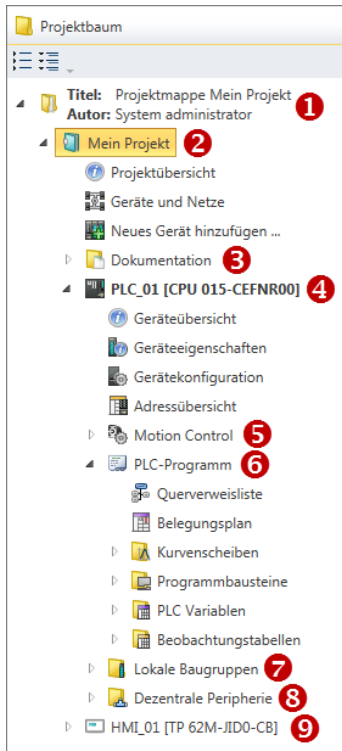 Projektbaum
Titel: Projektmappe Mein Projekt
Autor: System administrator 1
Mein Projekt 2
Projektübersicht
Geräte und Netze
Neues Gerät hinzufügen ...
Dokumentation 3
PLC_01 [CPU 015-CEFNR00] 4
Geräteübersicht
Geräteeigenschaften
Gerätekonfiguration
Adressübersicht
Motion Control 5
PLC-Programm 6
Querverweisliste
Belegungsplan
Kurvenscheiben
Programmbausteine
PLC Variablen
Beobachtungstabellen
Lokale Baugruppen 7
Dezentrale Peripherie 8
HMI_01 [TP 62M-JID0-CB] 9